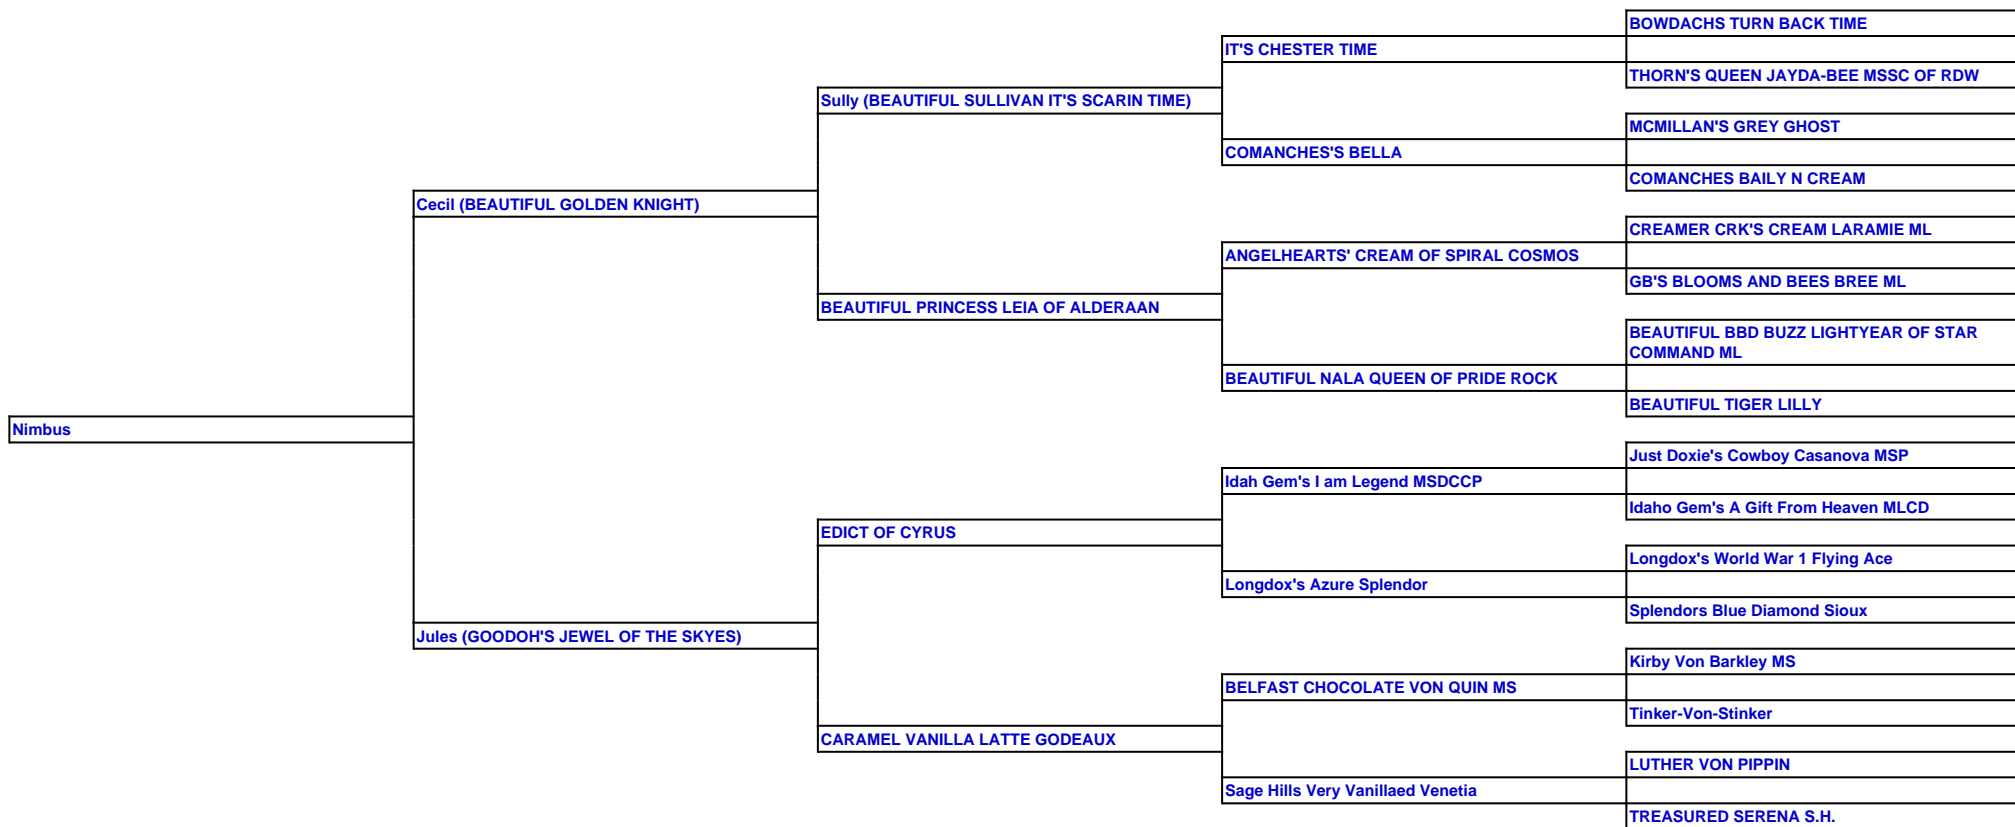 BOWDACHS TURN BACK TIME
IT'S CHESTER TIME
THORN'S QUEEN JAYDA-BEE MSSC OF RDW
Sully (BEAUTIFUL SULLIVAN IT'S SCARIN TIME)
MCMILLAN'S GREY GHOST
COMANCHES'S BELLA
COMANCHES BAILY N CREAM
Cecil (BEAUTIFUL GOLDEN KNIGHT)
CREAMER CRK'S CREAM LARAMIE ML
ANGELHEARTS' CREAM OF SPIRAL COSMOS
GB'S BLOOMS AND BEES BREE ML
BEAUTIFUL PRINCESS LEIA OF ALDERAAN
BEAUTIFUL BBD BUZZ LIGHTYEAR OF STAR
COMMAND ML
BEAUTIFUL NALA QUEEN OF PRIDE ROCK
BEAUTIFUL TIGER LILLY
Nimbus
Just Doxie's Cowboy Casanova MSP
Idah Gem's I am Legend MSDCCP
Idaho Gem's A Gift From Heaven MLCD
EDICT OF CYRUS
Longdox's World War 1 Flying Ace
Longdox's Azure Splendor
Splendors Blue Diamond Sioux
Jules (GOODOH'S JEWEL OF THE SKYES)
Kirby Von Barkley MS
BELFAST CHOCOLATE VON QUIN MS
Tinker-Von-Stinker
CARAMEL VANILLA LATTE GODEAUX
LUTHER VON PIPPIN
Sage Hills Very Vanillaed Venetia
TREASURED SERENA S.H.